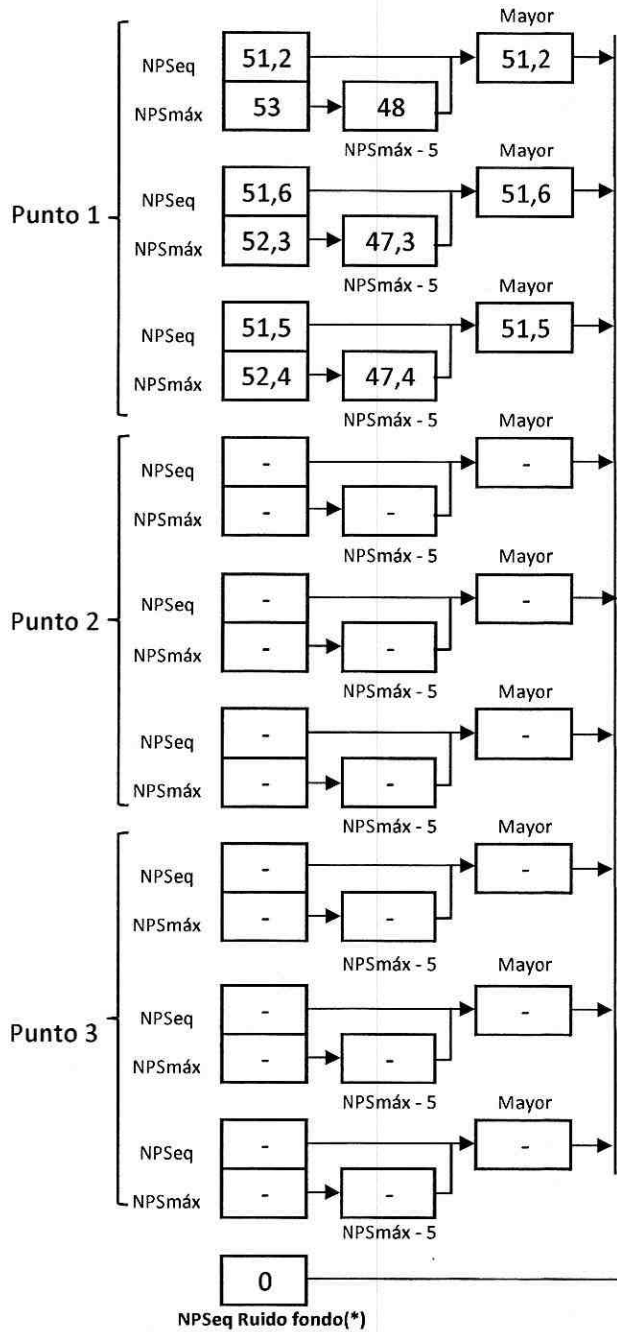 Mayor
NPSeq 51,2 51,2
NPSmáx 53 48
NPSmáx - 5
Mayor
Punto 1
NPSeq 51,6 51,6
NPSmáx 52,3 47,3
NPSmáx - 5
Mayor
NPSeq 51,5 51,5
NPSmáx 52,4 47,4
NPSmáx - 5
Mayor
NPSeq - -
NPSmáx - -
NPSmáx - 5
Mayor
Punto 2
NPSeq - -
NPSmáx - -
NPSmáx - 5
Mayor
NPSeq - -
NPSmáx - -
NPSmáx - 5
Mayor
NPSeq - -
NPSmáx - -
NPSmáx - 5
Mayor
Punto 3
NPSeq - -
NPSmáx - -
NPSmáx - 5
Mayor
NPSeq - -
NPSmáx - -
NPSmáx - 5
0
NPSeq Ruido fondo(*)